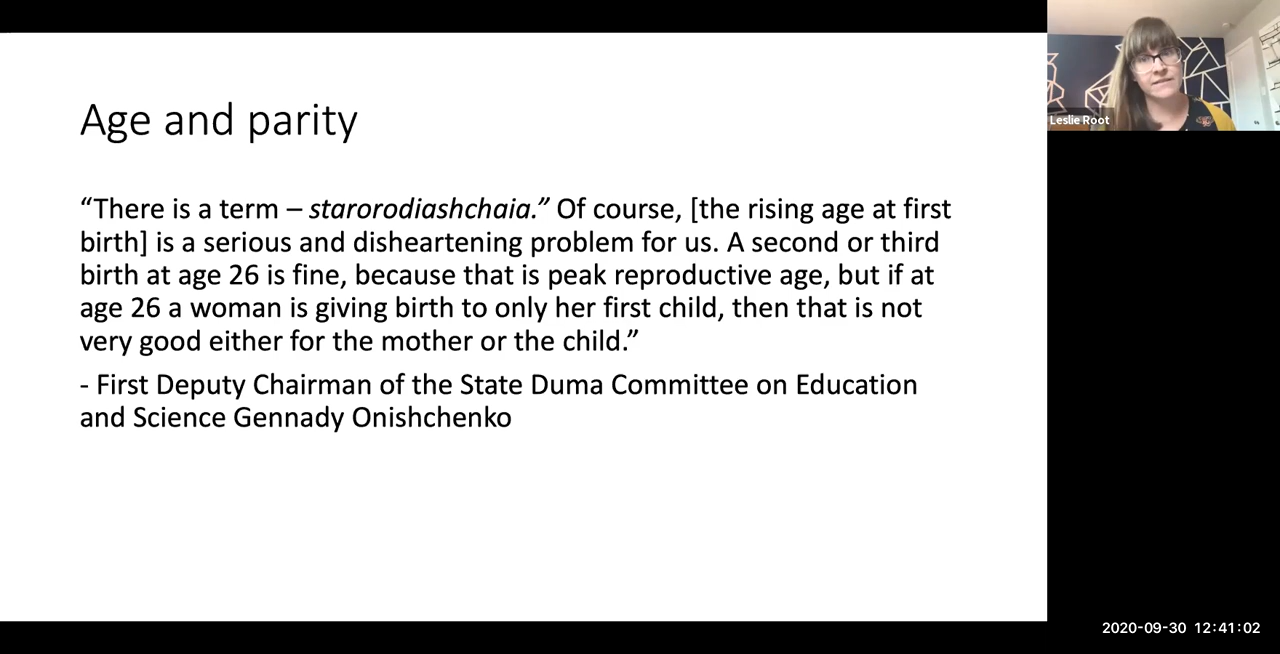 Age and parity
“There is a term – starorodiashchaia.” Of course, [the rising age at first
birth] is a serious and disheartening problem for us. A second or third
birth at age 26 is fine, because that is peak reproductive age, but if at
age 26 a woman is giving birth to only her first child, then that is not
very good either for the mother or the child.”
- First Deputy Chairman of the State Duma Committee on Education
and Science Gennady Onishchenko
Leslie Root
2020-09-30 12:41:02